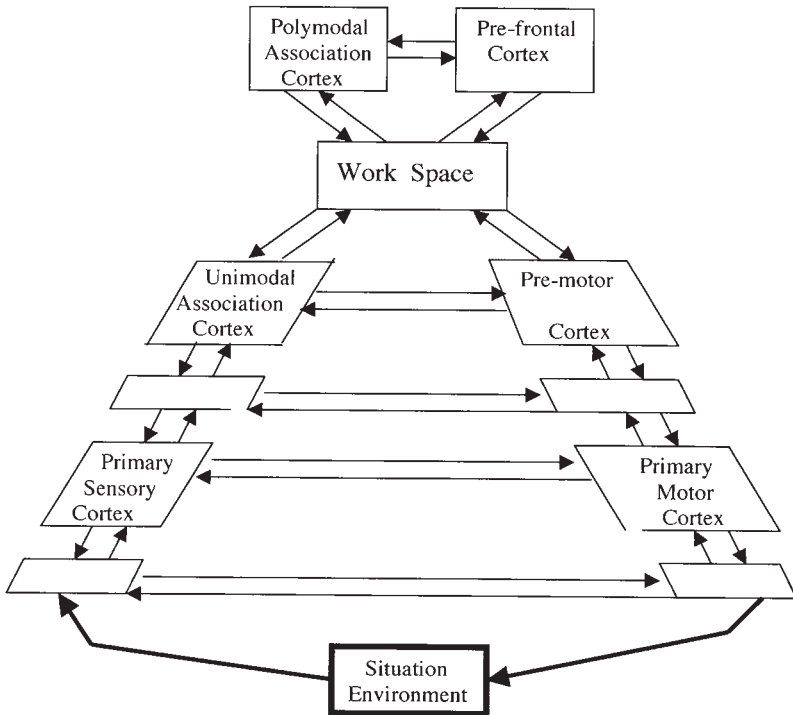 Polymodal
Association
Cortex
Pre-frontal
Cortex
Work Space
Unimodal
Association
Cortex
Pre-motor
Cortex
Primary
Sensory
Cortex
Primary
Motor
Cortex
Situation
Environment